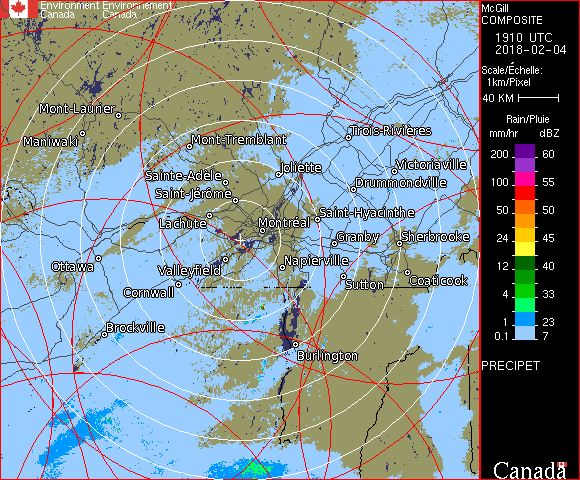 Environment Environnement
Canada Canada
McGill
COMPOSITE
1910 UTC
2018-02-04
Scale/Échelle:
1km/Pixel
40 KM
Rain/Pluie
mm/hr dBZ
200 60
100 55
50 50
24 45
12 40
4 33
1 23
0.1 7
PRECIPET
Canada
Mont-Laurier
Maniwaki
Mont-Tremblant
Trois-Rivières
Joliette
Victoriaville
Sainte-Adèle
Drummondville
Saint-Jérôme
Saint-Hyacinthe
Lachute
Montréal
Granby
Sherbrooke
Ottawa
Valleyfield
Napierville
Coaticook
Sutton
Cornwall
Brockville
Burlington